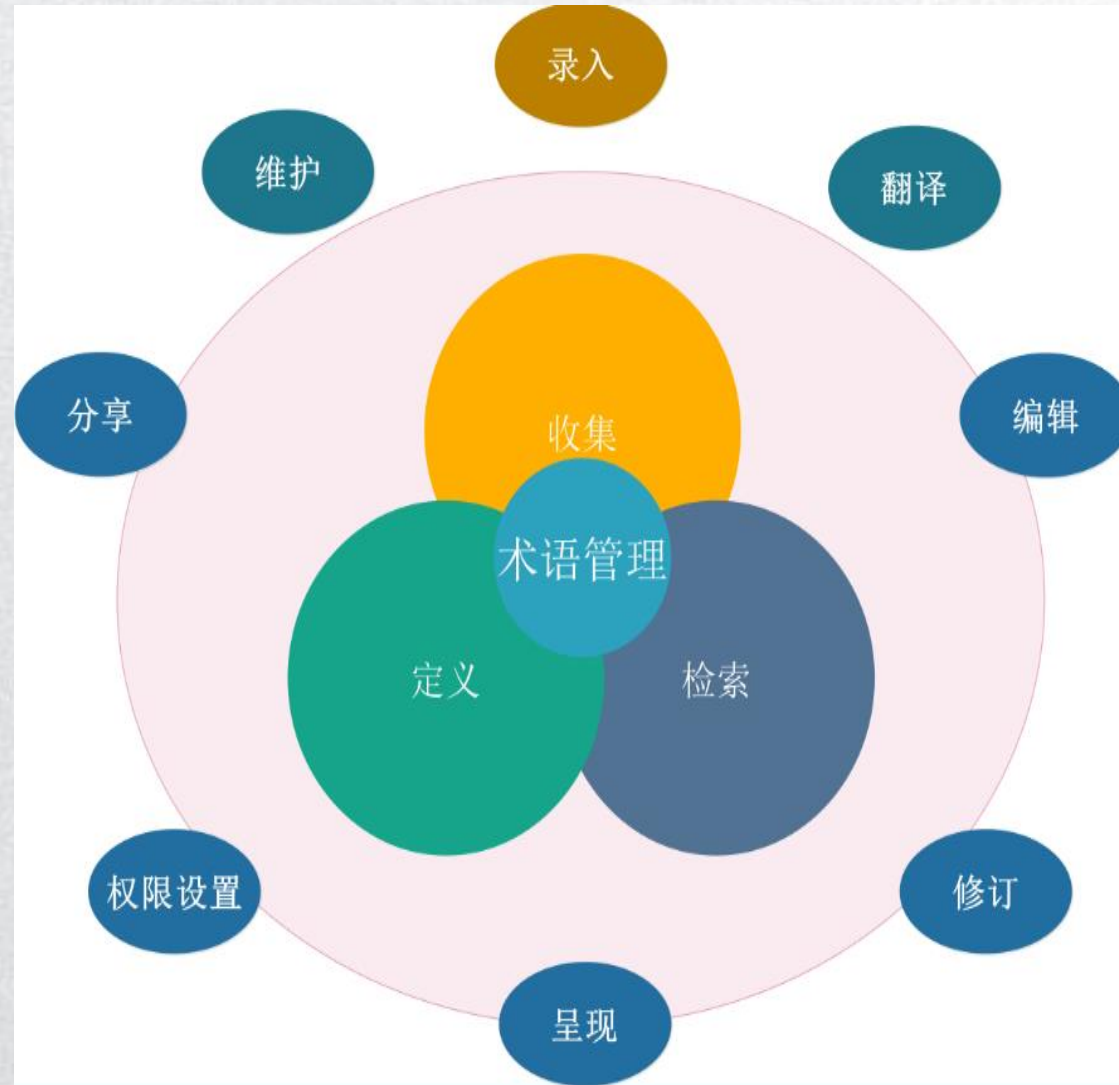 录入
维护
翻译
分享
编辑
收集
术语管理
定义
检索
权限设置
修订
呈现